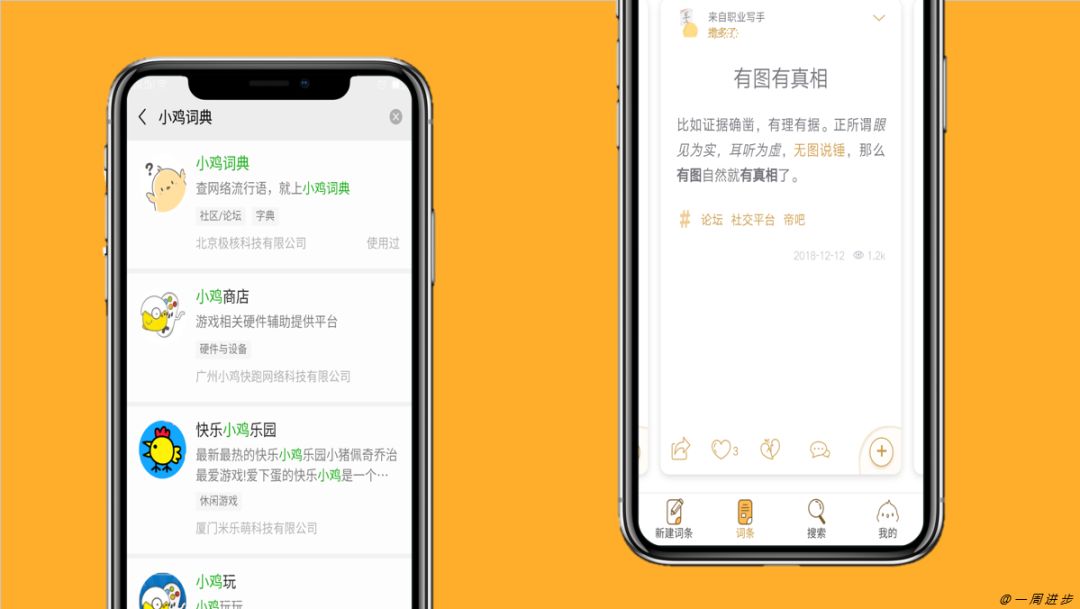 小鸡词典
小鸡词典
查网络流行语，就上小鸡词典
社区/论坛 字典
北京极核科技有限公司 使用过
小鸡商店
游戏相关硬件辅助提供平台
硬件与设备
广州小鸡快跑网络科技有限公司
快乐小鸡乐园
最新最热的快乐小鸡乐园小猪佩奇乔治
最爱游戏!爱下蛋的快乐小鸡是一个…
休闲游戏
厦门米乐萌科技有限公司
小鸡玩
小鸡玩玩
来自职业写手
有图有真相
比如证据确凿，有理有据。正所谓眼
见为实，耳听为虚，无图说锤，那么
有图自然就有真相了。
# 论坛 社交平台 帝吧
2018-12-12 1.2k
3
新建词条 词条 搜索 我的
@一周进步